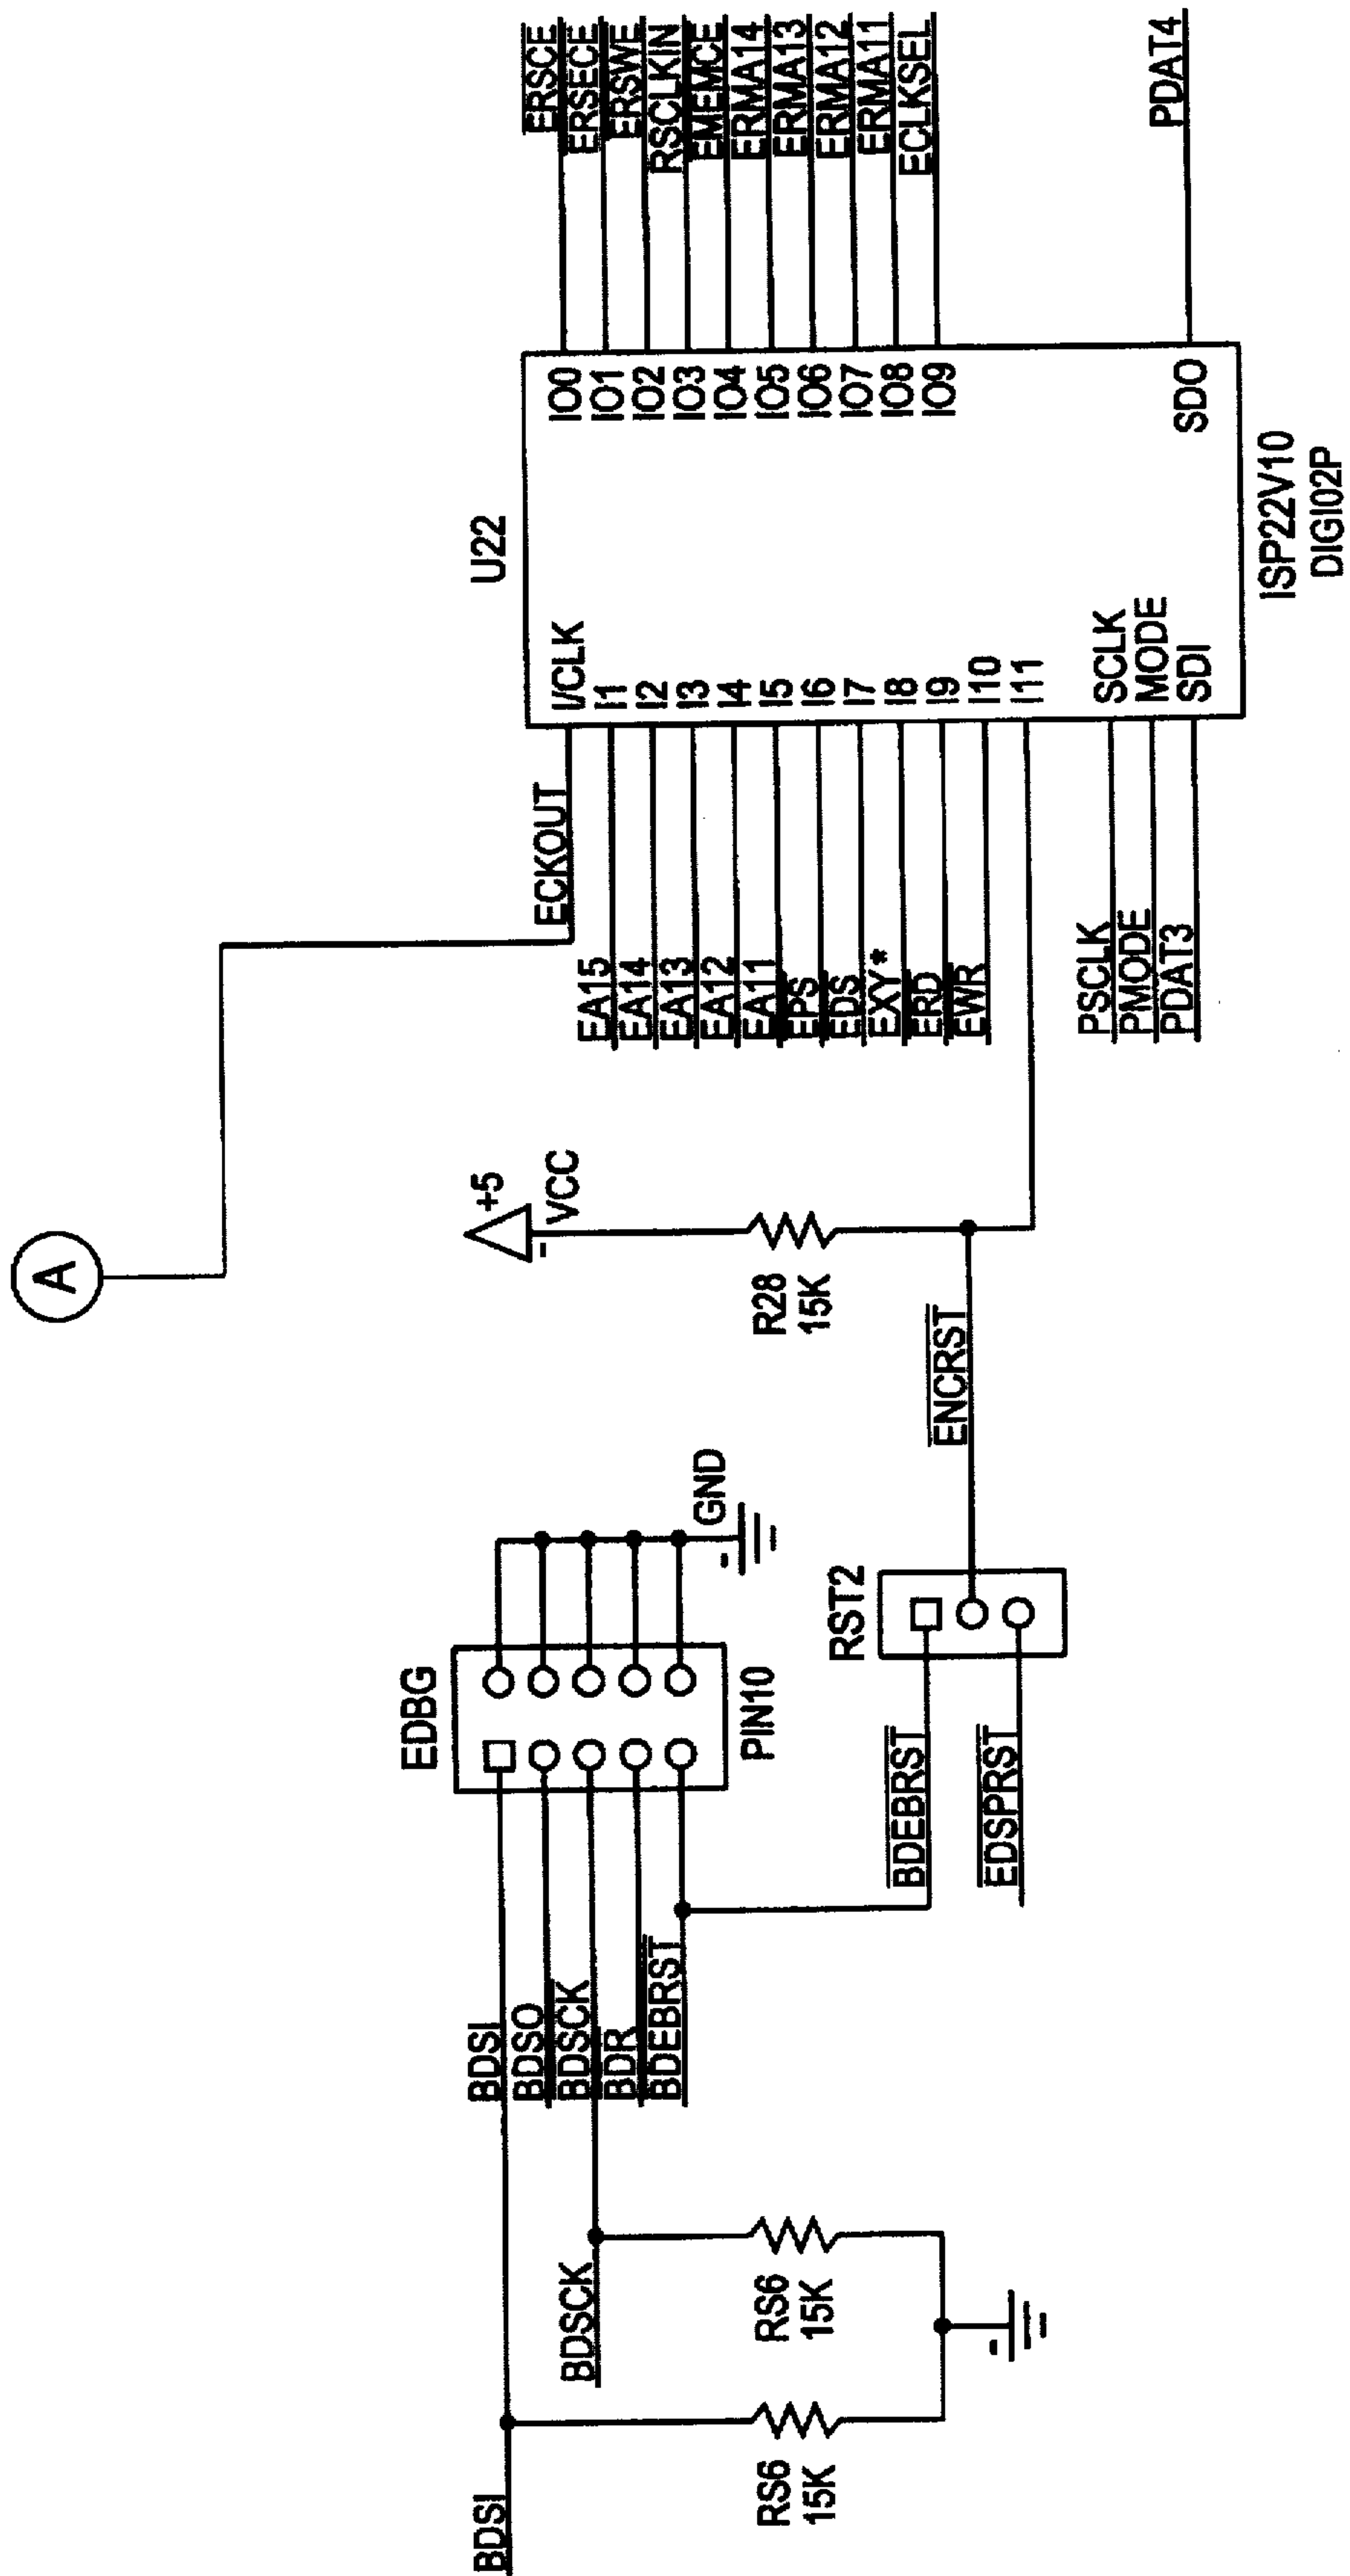 A
BDSI
BDSCK
RS6
15K
RS6
15K
BDSI
BDSO
BDSCK
BDR
BDEBRST
EDBG
PIN10
GND
BDEBRST
EDSPRST
RST2
ENCRST
+5
VCC
R28
15K
ECKOUT
EA15
EA14
EA13
EA12
EA11
EPS
EDS
EXY*
ERD
EWR
PSCLK
PMODE
PDAT3
U22
I/CLK
I1
I2
I3
I4
I5
I6
I7
I8
I9
I10
I11
SCLK
MODE
SDI
IO0
IO1
IO2
IO3
IO4
IO5
IO6
IO7
IO8
IO9
SDO
ISP22V10
DIGI02P
ERSCE
ERSECE
ERSWE
RSCLKIN
EMEMCE
ERMA14
ERMA13
ERMA12
ERMA11
ECLKSEL
PDAT4